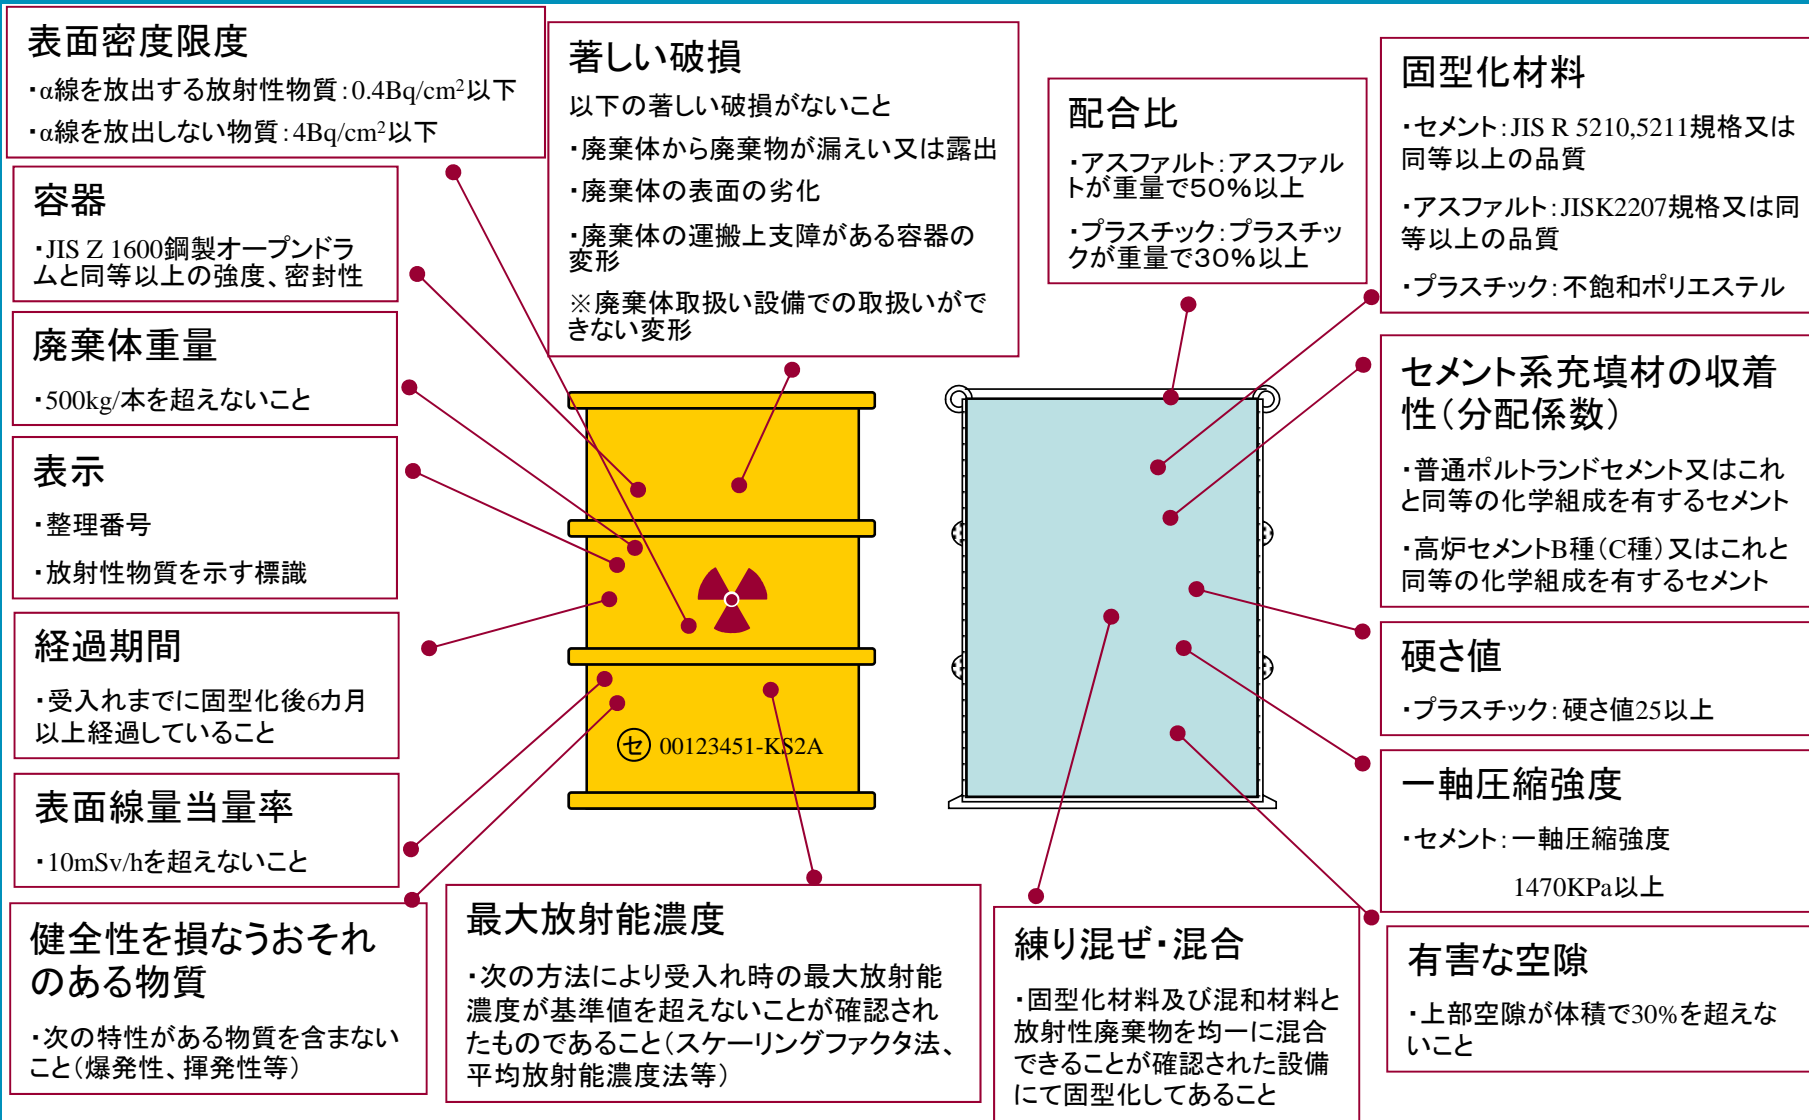 表面密度限度
・α線を放出する放射性物質：0.4Bq/cm²以下
・α線を放出しない物質：4Bq/cm²以下
容器
・JIS Z 1600鋼製オープンドラ
ムと同等以上の強度、密封性
廃棄体重量
・500kg/本を超えないこと
表示
・整理番号
・放射性物質を示す標識
経過期間
・受入れまでに固型化後6カ月
以上経過していること
表面線量当量率
・10mSv/hを超えないこと
健全性を損なうおそれ
のある物質
・次の特性がある物質を含まない
こと（爆発性、揮発性等）
著しい破損
以下の著しい破損がないこと
・廃棄体から廃棄物が漏えい又は露出
・廃棄体の表面の劣化
・廃棄体の運搬上支障がある容器の
変形
※廃棄体取扱い設備での取扱いがで
きない変形
㋝ 00123451-KS2A
最大放射能濃度
・次の方法により受入れ時の最大放射能
濃度が基準値を超えないことが確認され
たものであること（スケーリングファクタ法、
平均放射能濃度法等）
配合比
・アスファルト：アスファル
トが重量で50％以上
・プラスチック：プラスチッ
クが重量で30％以上
練り混ぜ・混合
・固型化材料及び混和材料と
放射性廃棄物を均一に混合
できることが確認された設備
にて固型化してあること
固型化材料
・セメント：JIS R 5210,5211規格又は
同等以上の品質
・アスファルト：JISK2207規格又は同
等以上の品質
・プラスチック：不飽和ポリエステル
セメント系充填材の収着
性（分配係数）
・普通ポルトランドセメント又はこれ
と同等の化学組成を有するセメント
・高炉セメントB種（C種）又はこれと
同等の化学組成を有するセメント
硬さ値
・プラスチック：硬さ値25以上
一軸圧縮強度
・セメント：一軸圧縮強度
1470KPa以上
有害な空隙
・上部空隙が体積で30%を超えな
いこと